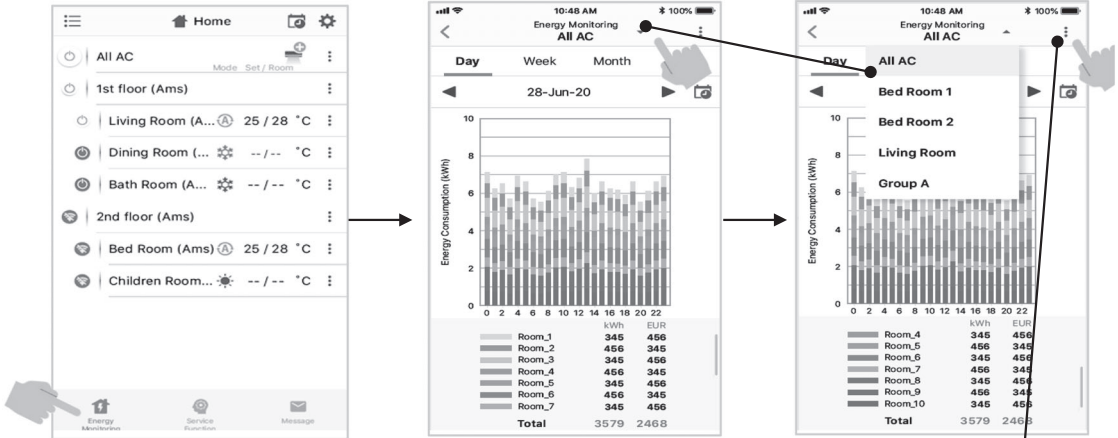 Home
All AC
Mode Set / Room
1st floor (Ams)
Living Room (A... A 25 / 28 °C
Dining Room (... -- / -- °C
Bath Room (A... -- / -- °C
2nd floor (Ams)
Bed Room (Ams) A 25 / 28 °C
Children Room... -- / -- °C
Energy Monitoring
Service Function
Message
10:48 AM 100%
Energy Monitoring
All AC
Day Week Month
28-Jun-20
Energy Consumption (kWh)
10
8
6
4
2
0
0 2 4 6 8 10 12 14 16 18 20 22
kWh EUR
Room_1 345 456
Room_2 456 345
Room_3 345 456
Room_4 456 345
Room_5 345 456
Room_6 456 345
Room_7 345 456
Total 3579 2468
10:48 AM 100%
Energy Monitoring
All AC
Day
All AC
Bed Room 1
Bed Room 2
Living Room
Group A
Energy Consumption (kWh)
10
8
6
4
2
0
0 2 4 6 8 10 12 14 16 18 20 22
kWh EUR
Room_4 345 456
Room_5 456 345
Room_6 345 456
Room_7 456 345
Room_8 345 456
Room_9 456 345
Room_10 345 456
Total 3579 2468